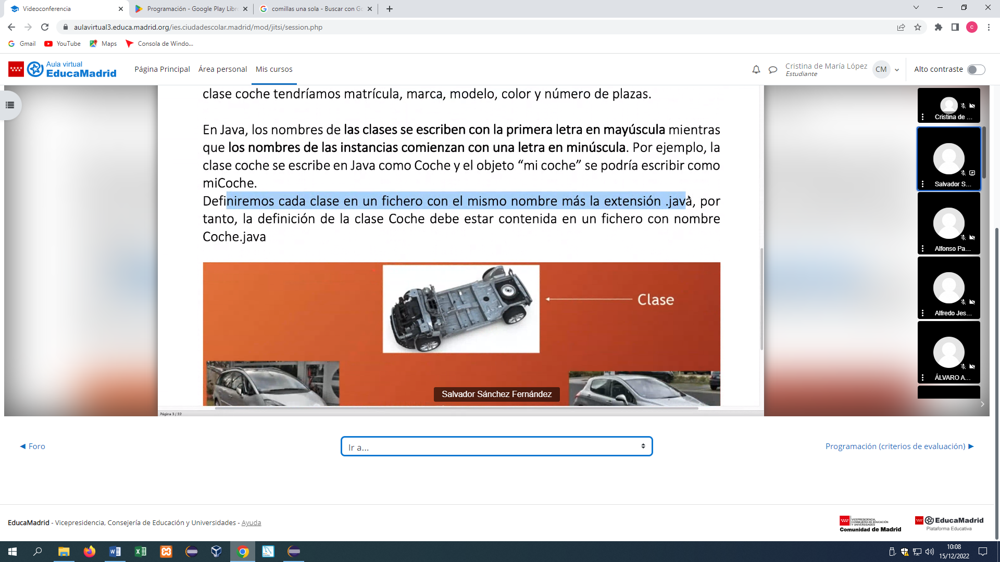 Videoconferencia
Programación - Google Play Libro
comillas una sola - Buscar con Go
aulavirtual3.educa.madrid.org/ies.ciudadescolar.madrid/mod/jitsi/session.php
c
Gmail
YouTube
Maps
Consola de Windo...
Aula virtual
EducaMadrid
Página Principal
Área personal
Mis cursos
Cristina de María López
Estudiante
CM
Alto contraste
clase coche tendríamos matrícula, marca, modelo, color y número de plazas.
En Java, los nombres de las clases se escriben con la primera letra en mayúscula mientras
que los nombres de las instancias comienzan con una letra en minúscula. Por ejemplo, la
clase coche se escribe en Java como Coche y el objeto “mi coche” se podría escribir como
miCoche.
Definiremos cada clase en un fichero con el mismo nombre más la extensión .java, por
tanto, la definición de la clase Coche debe estar contenida en un fichero con nombre
Coche.java
Clase
Salvador Sánchez Fernández
Página 3 / 32
Cristina de ...
Salvador S...
Alfonso Pa...
Alfredo Jes...
ÁLVARO A...
◄ Foro
Ir a...
Programación (criterios de evaluación) ►
EducaMadrid - Vicepresidencia, Consejería de Educación y Universidades - Ayuda
VICEPRESIDENCIA,
CONSEJERÍA DE EDUCACIÓN
Y UNIVERSIDADES
Comunidad de Madrid
EducaMadrid
Plataforma Educativa
10:08
15/12/2022